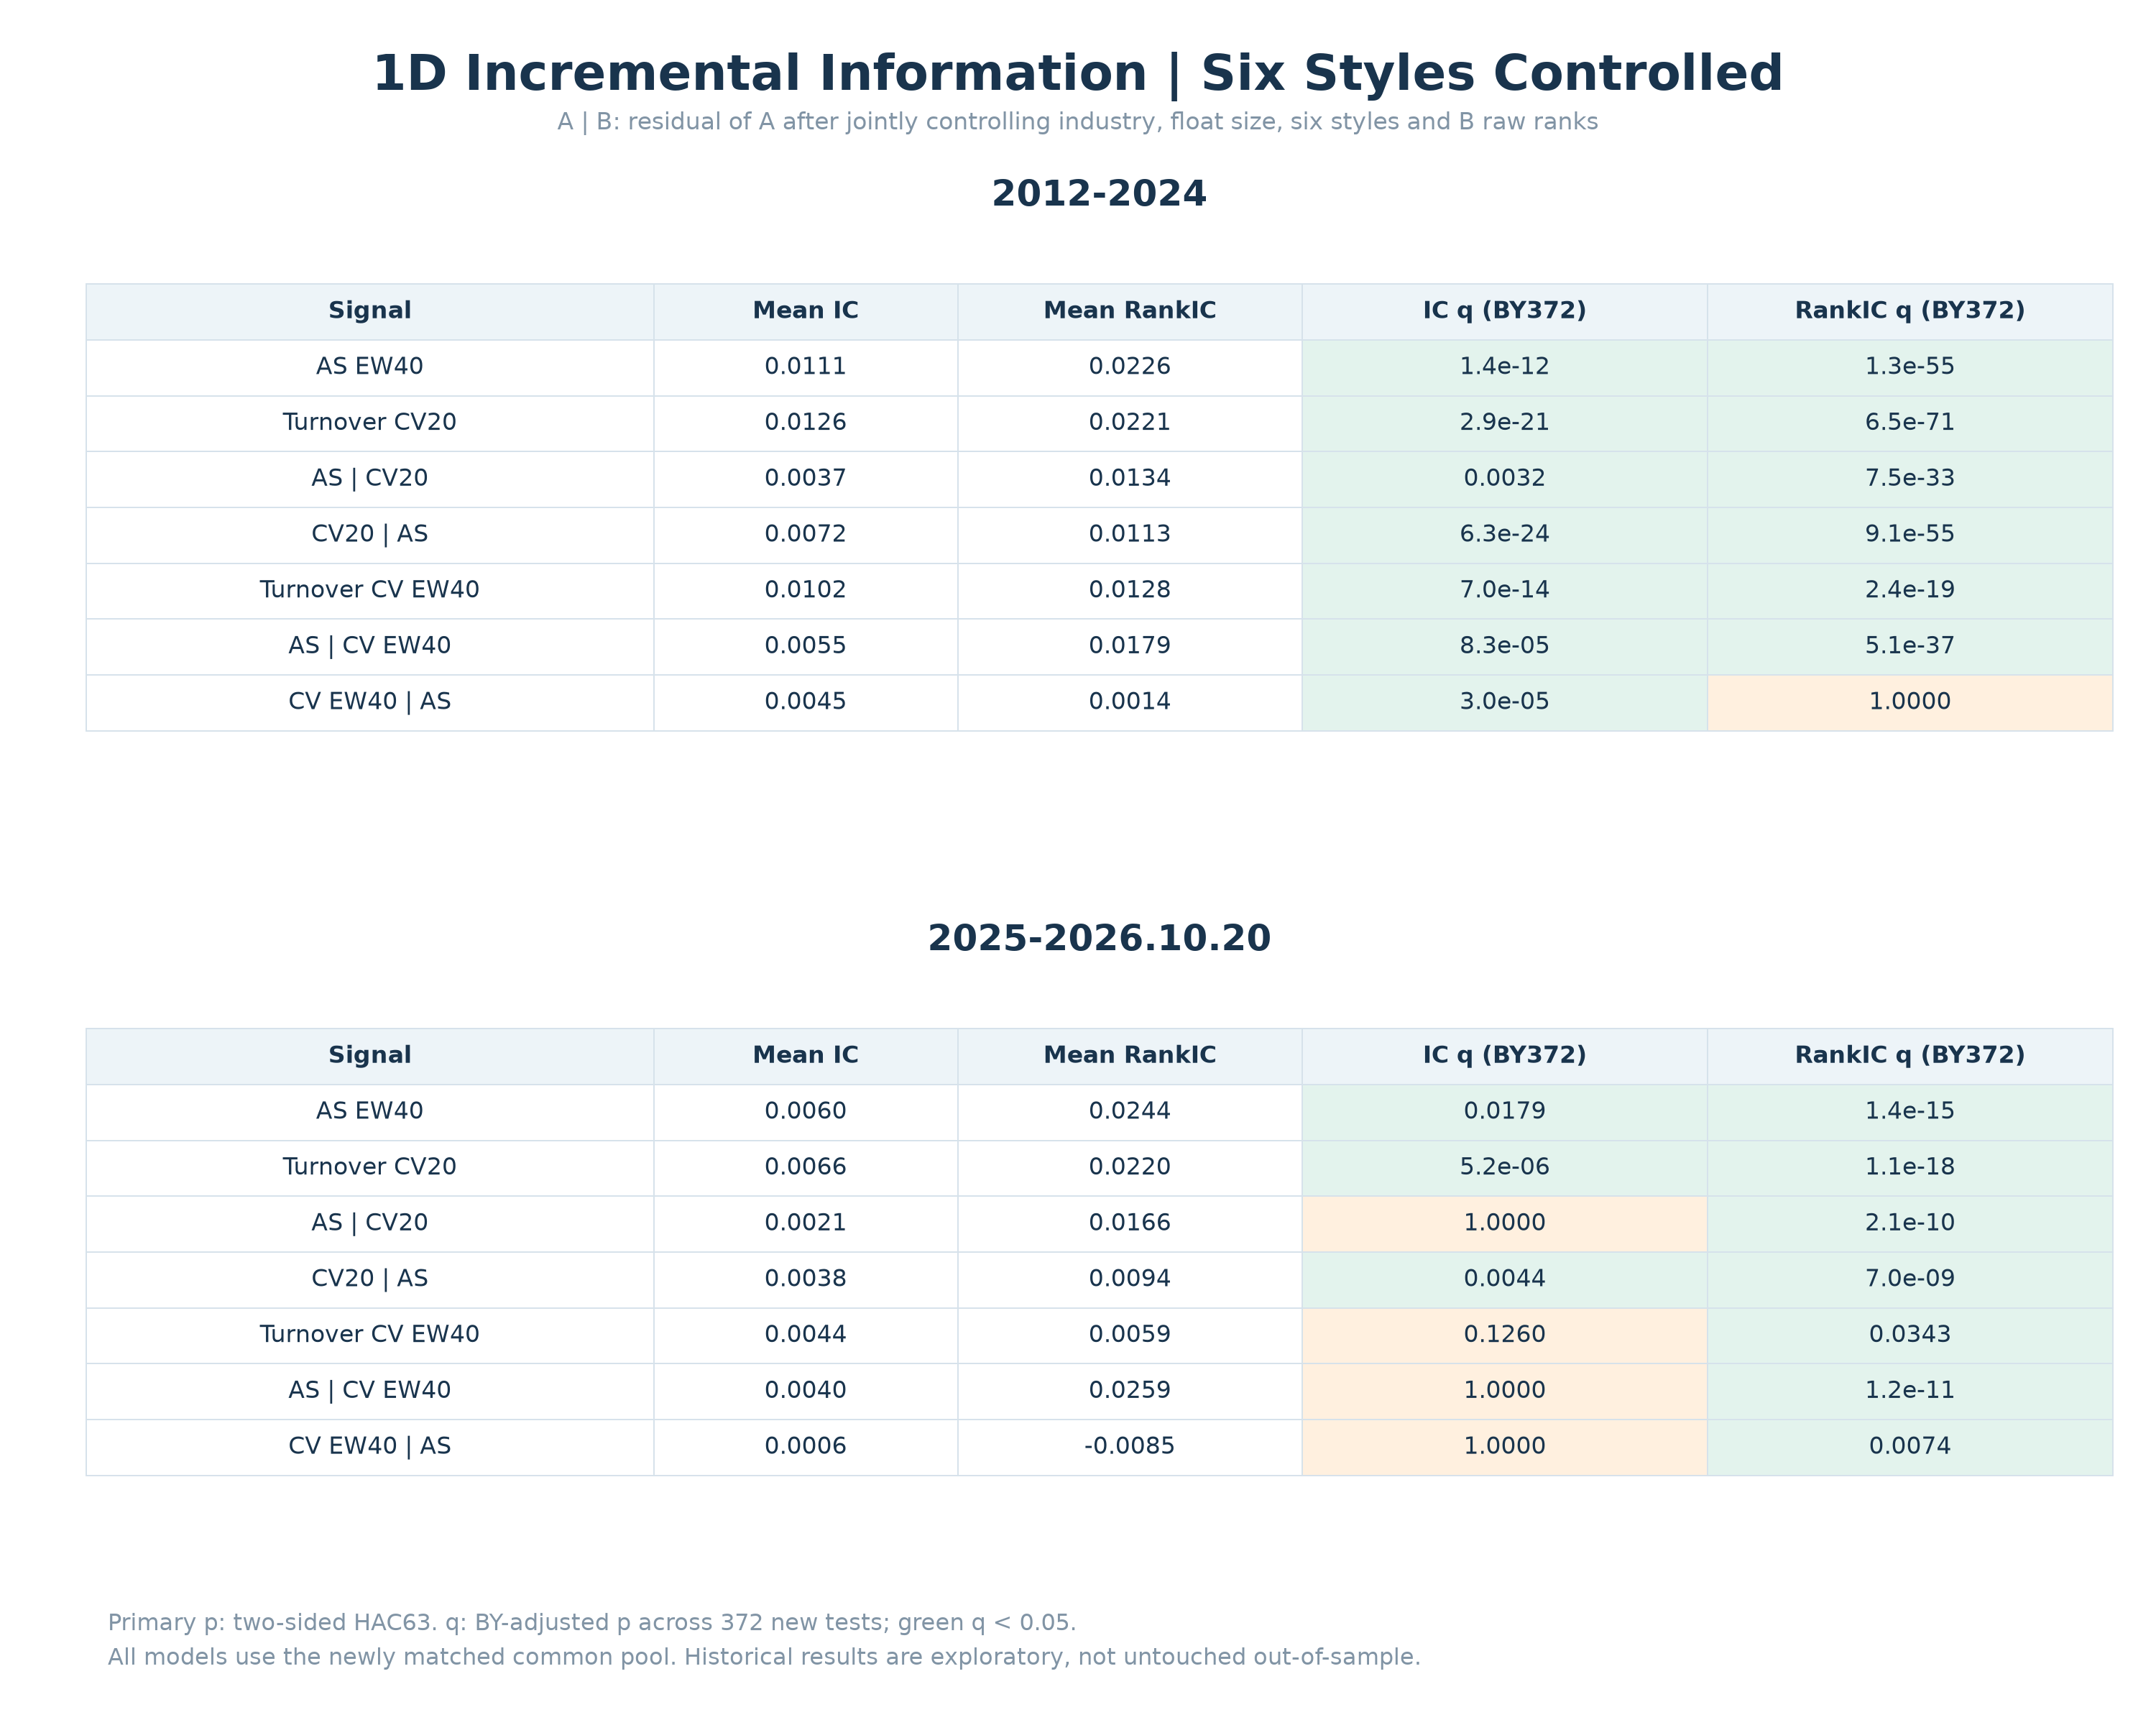 1D Incremental Information | Six Styles Controlled
A | B: residual of A after jointly controlling industry, float size, six styles and B raw ranks
2012-2024
Signal Mean IC Mean RankIC IC q (BY372) RankIC q (BY372)
AS EW40 0.0111 0.0226 1.4e-12 1.3e-55
Turnover CV20 0.0126 0.0221 2.9e-21 6.5e-71
AS | CV20 0.0037 0.0134 0.0032 7.5e-33
CV20 | AS 0.0072 0.0113 6.3e-24 9.1e-55
Turnover CV EW40 0.0102 0.0128 7.0e-14 2.4e-19
AS | CV EW40 0.0055 0.0179 8.3e-05 5.1e-37
CV EW40 | AS 0.0045 0.0014 3.0e-05 1.0000
2025-2026.10.20
Signal Mean IC Mean RankIC IC q (BY372) RankIC q (BY372)
AS EW40 0.0060 0.0244 0.0179 1.4e-15
Turnover CV20 0.0066 0.0220 5.2e-06 1.1e-18
AS | CV20 0.0021 0.0166 1.0000 2.1e-10
CV20 | AS 0.0038 0.0094 0.0044 7.0e-09
Turnover CV EW40 0.0044 0.0059 0.1260 0.0343
AS | CV EW40 0.0040 0.0259 1.0000 1.2e-11
CV EW40 | AS 0.0006 -0.0085 1.0000 0.0074
Primary p: two-sided HAC63. q: BY-adjusted p across 372 new tests; green q < 0.05.
All models use the newly matched common pool. Historical results are exploratory, not untouched out-of-sample.